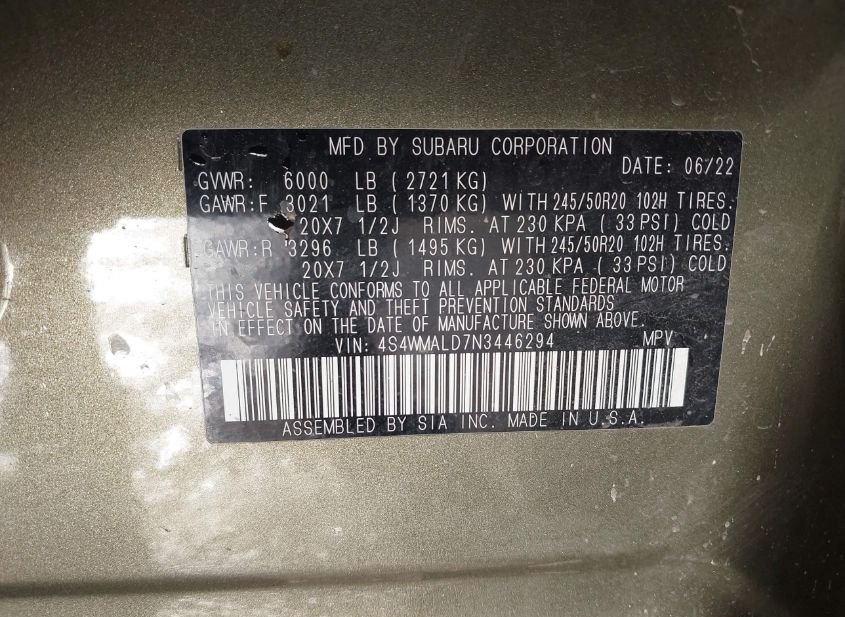 MFD BY SUBARU CORPORATION
DATE: 06/22
GVWR: 6000 LB ( 2721 KG)
GAWR:F 3021 LB ( 1370 KG) WITH 245/50R20 102H TIRES.
20X7 1/2J RIMS. AT 230 KPA ( 33 PSI) COLD
GAWR:R 3296 LB ( 1495 KG) WITH 245/50R20 102H TIRES.
20X7 1/2J RIMS. AT 230 KPA ( 33 PSI) COLD
THIS VEHICLE CONFORMS TO ALL APPLICABLE FEDERAL MOTOR
VEHICLE SAFETY AND THEFT PREVENTION STANDARDS
IN EFFECT ON THE DATE OF MANUFACTURE SHOWN ABOVE.
VIN: 4S4WMALD7N3446294 MPV
ASSEMBLED BY SIA INC. MADE IN U.S.A.